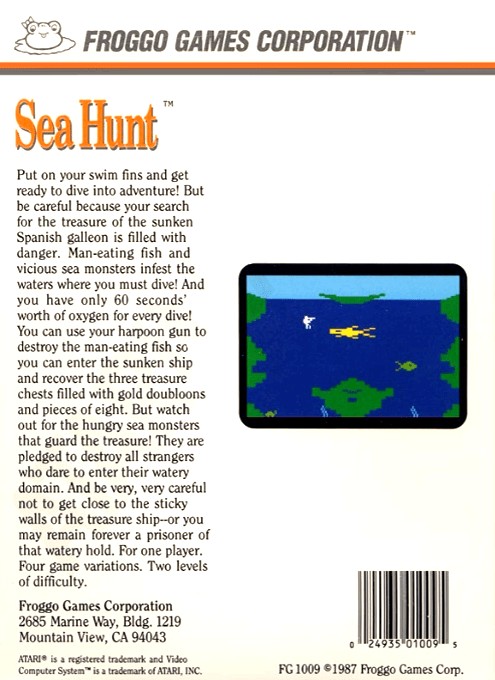 FROGGO GAMES CORPORATION™
Sea Hunt™
Put on your swim fins and get
ready to dive into adventure! But
be careful because your search
for the treasure of the sunken
Spanish galleon is filled with
danger. Man-eating fish and
vicious sea monsters infest the
waters where you must dive! And
you have only 60 seconds'
worth of oxygen for every dive!
You can use your harpoon gun to
destroy the man-eating fish so
you can enter the sunken ship
and recover the three treasure
chests filled with gold doubloons
and pieces of eight. But watch
out for the hungry sea monsters
that guard the treasure! They are
pledged to destroy all strangers
who dare to enter their watery
domain. And be very, very careful
not to get close to the sticky
walls of the treasure ship--or you
may remain forever a prisoner of
that watery hold. For one player.
Four game variations. Two levels
of difficulty.
Froggo Games Corporation
2685 Marine Way, Bldg. 1219
Mountain View, CA 94043
ATARI® is a registered trademark and Video
Computer System™ is a trademark of ATARI, INC.
0 24935 01009 5
FG 1009 ©1987 Froggo Games Corp.